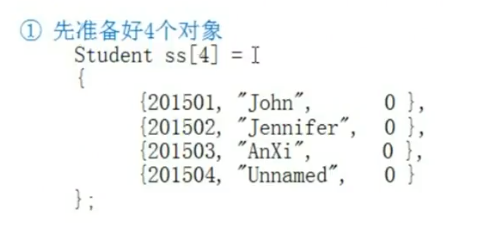 ① 先准备好4个对象
Student ss[4] =
{
{201501, "John", 0 },
{201502, "Jennifer", 0 },
{201503, "AnXi", 0 },
{201504, "Unnamed", 0 }
};